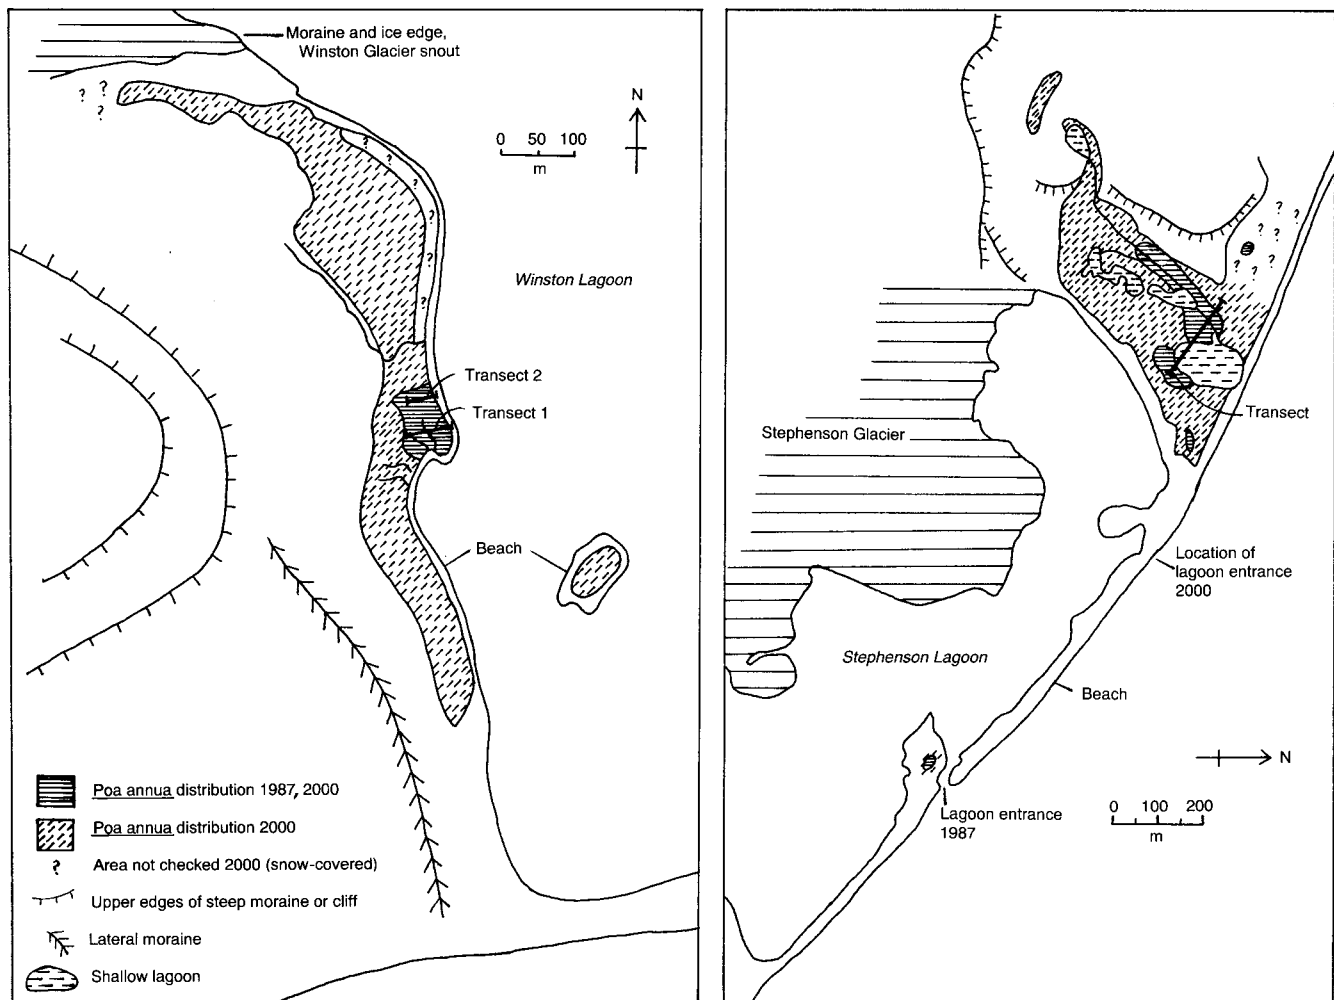 Moraine and ice edge,
Winston Glacier snout
N
0 50 100
m
Winston Lagoon
Transect 2
Transect 1
Beach
Poa annua distribution 1987, 2000
Poa annua distribution 2000
? Area not checked 2000 (snow-covered)
Upper edges of steep moraine or cliff
Lateral moraine
Shallow lagoon
Transect
Stephenson Glacier
Location of
lagoon entrance
2000
Stephenson Lagoon
Beach
N
Lagoon entrance
1987
0 100 200
m